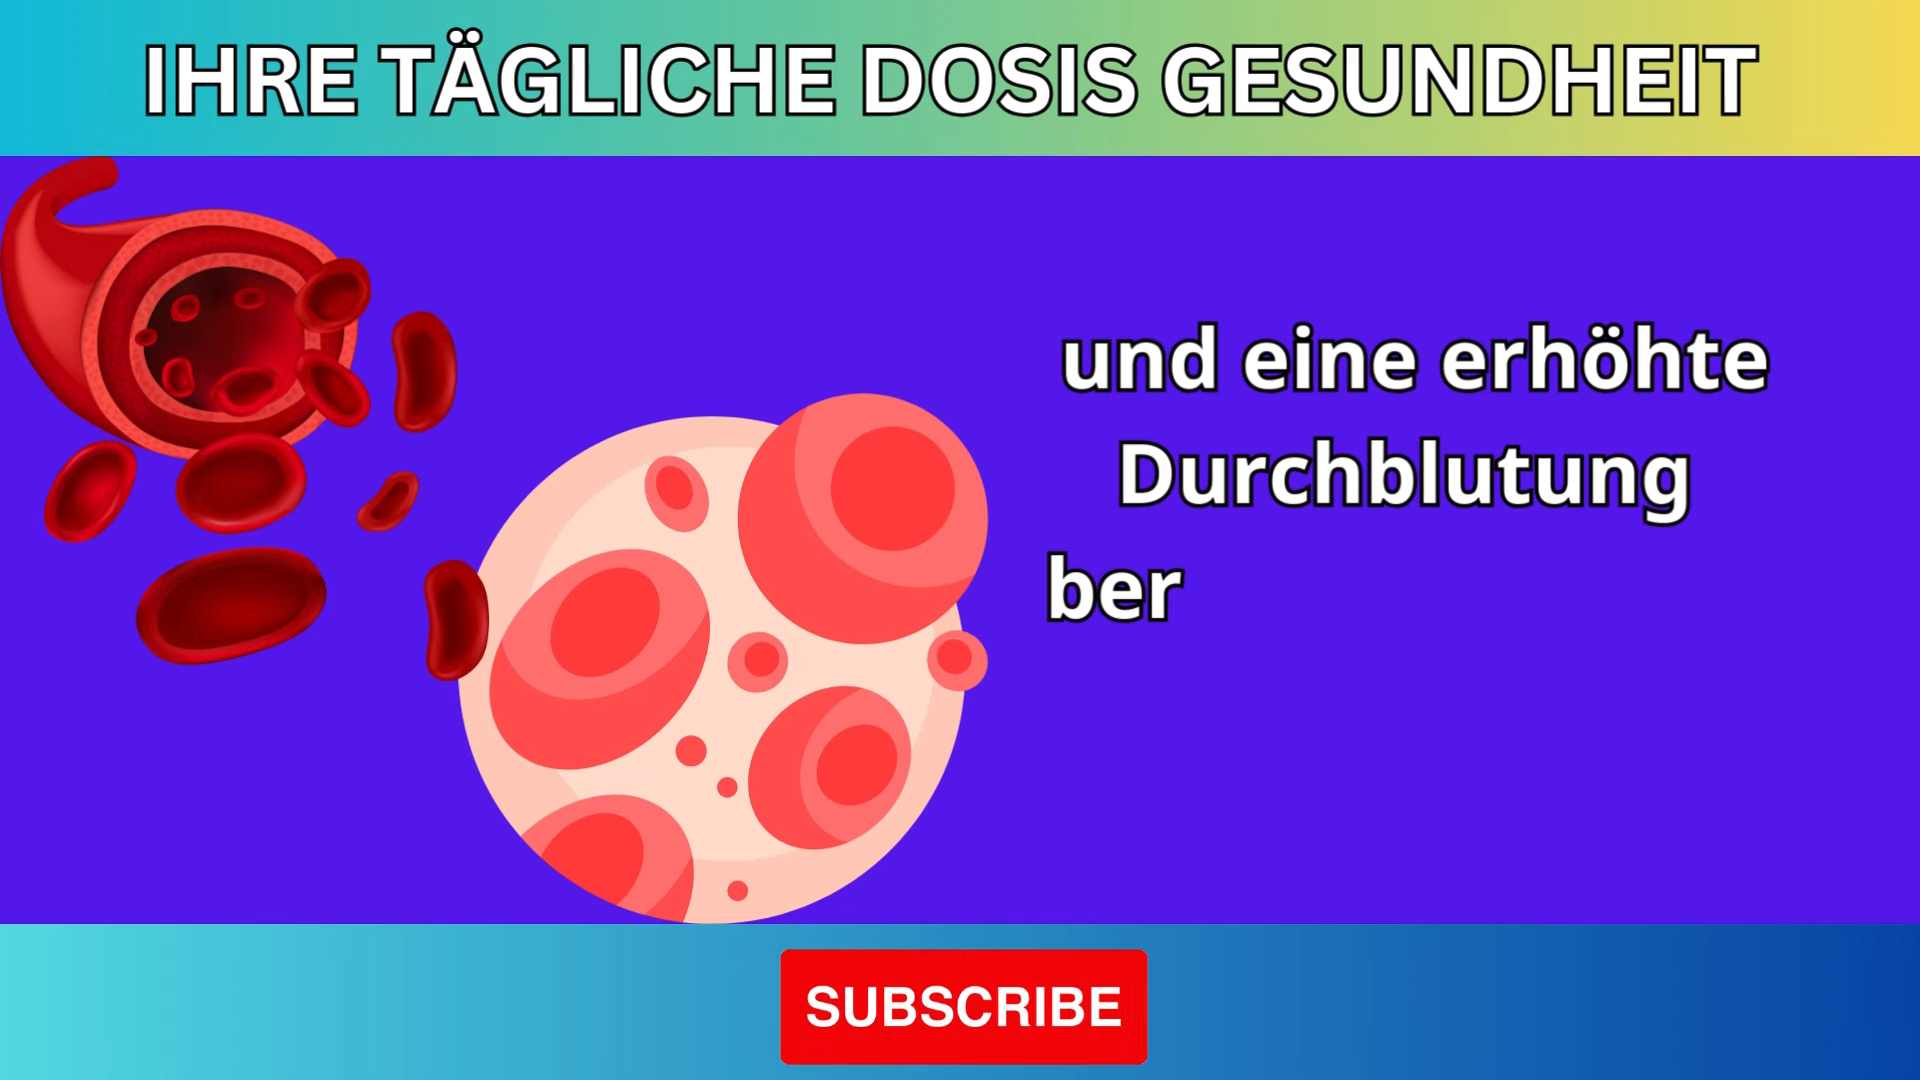 IHRE TÄGLICHE DOSIS GESUNDHEIT
und eine erhöhte
Durchblutung
ber
SUBSCRIBE